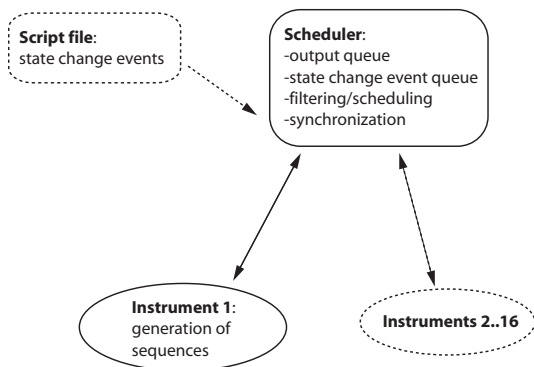 Script file:
state change events
Scheduler:
-output queue
-state change event queue
-filtering/scheduling
-synchronization
Instrument 1:
generation of
sequences
Instruments 2..16